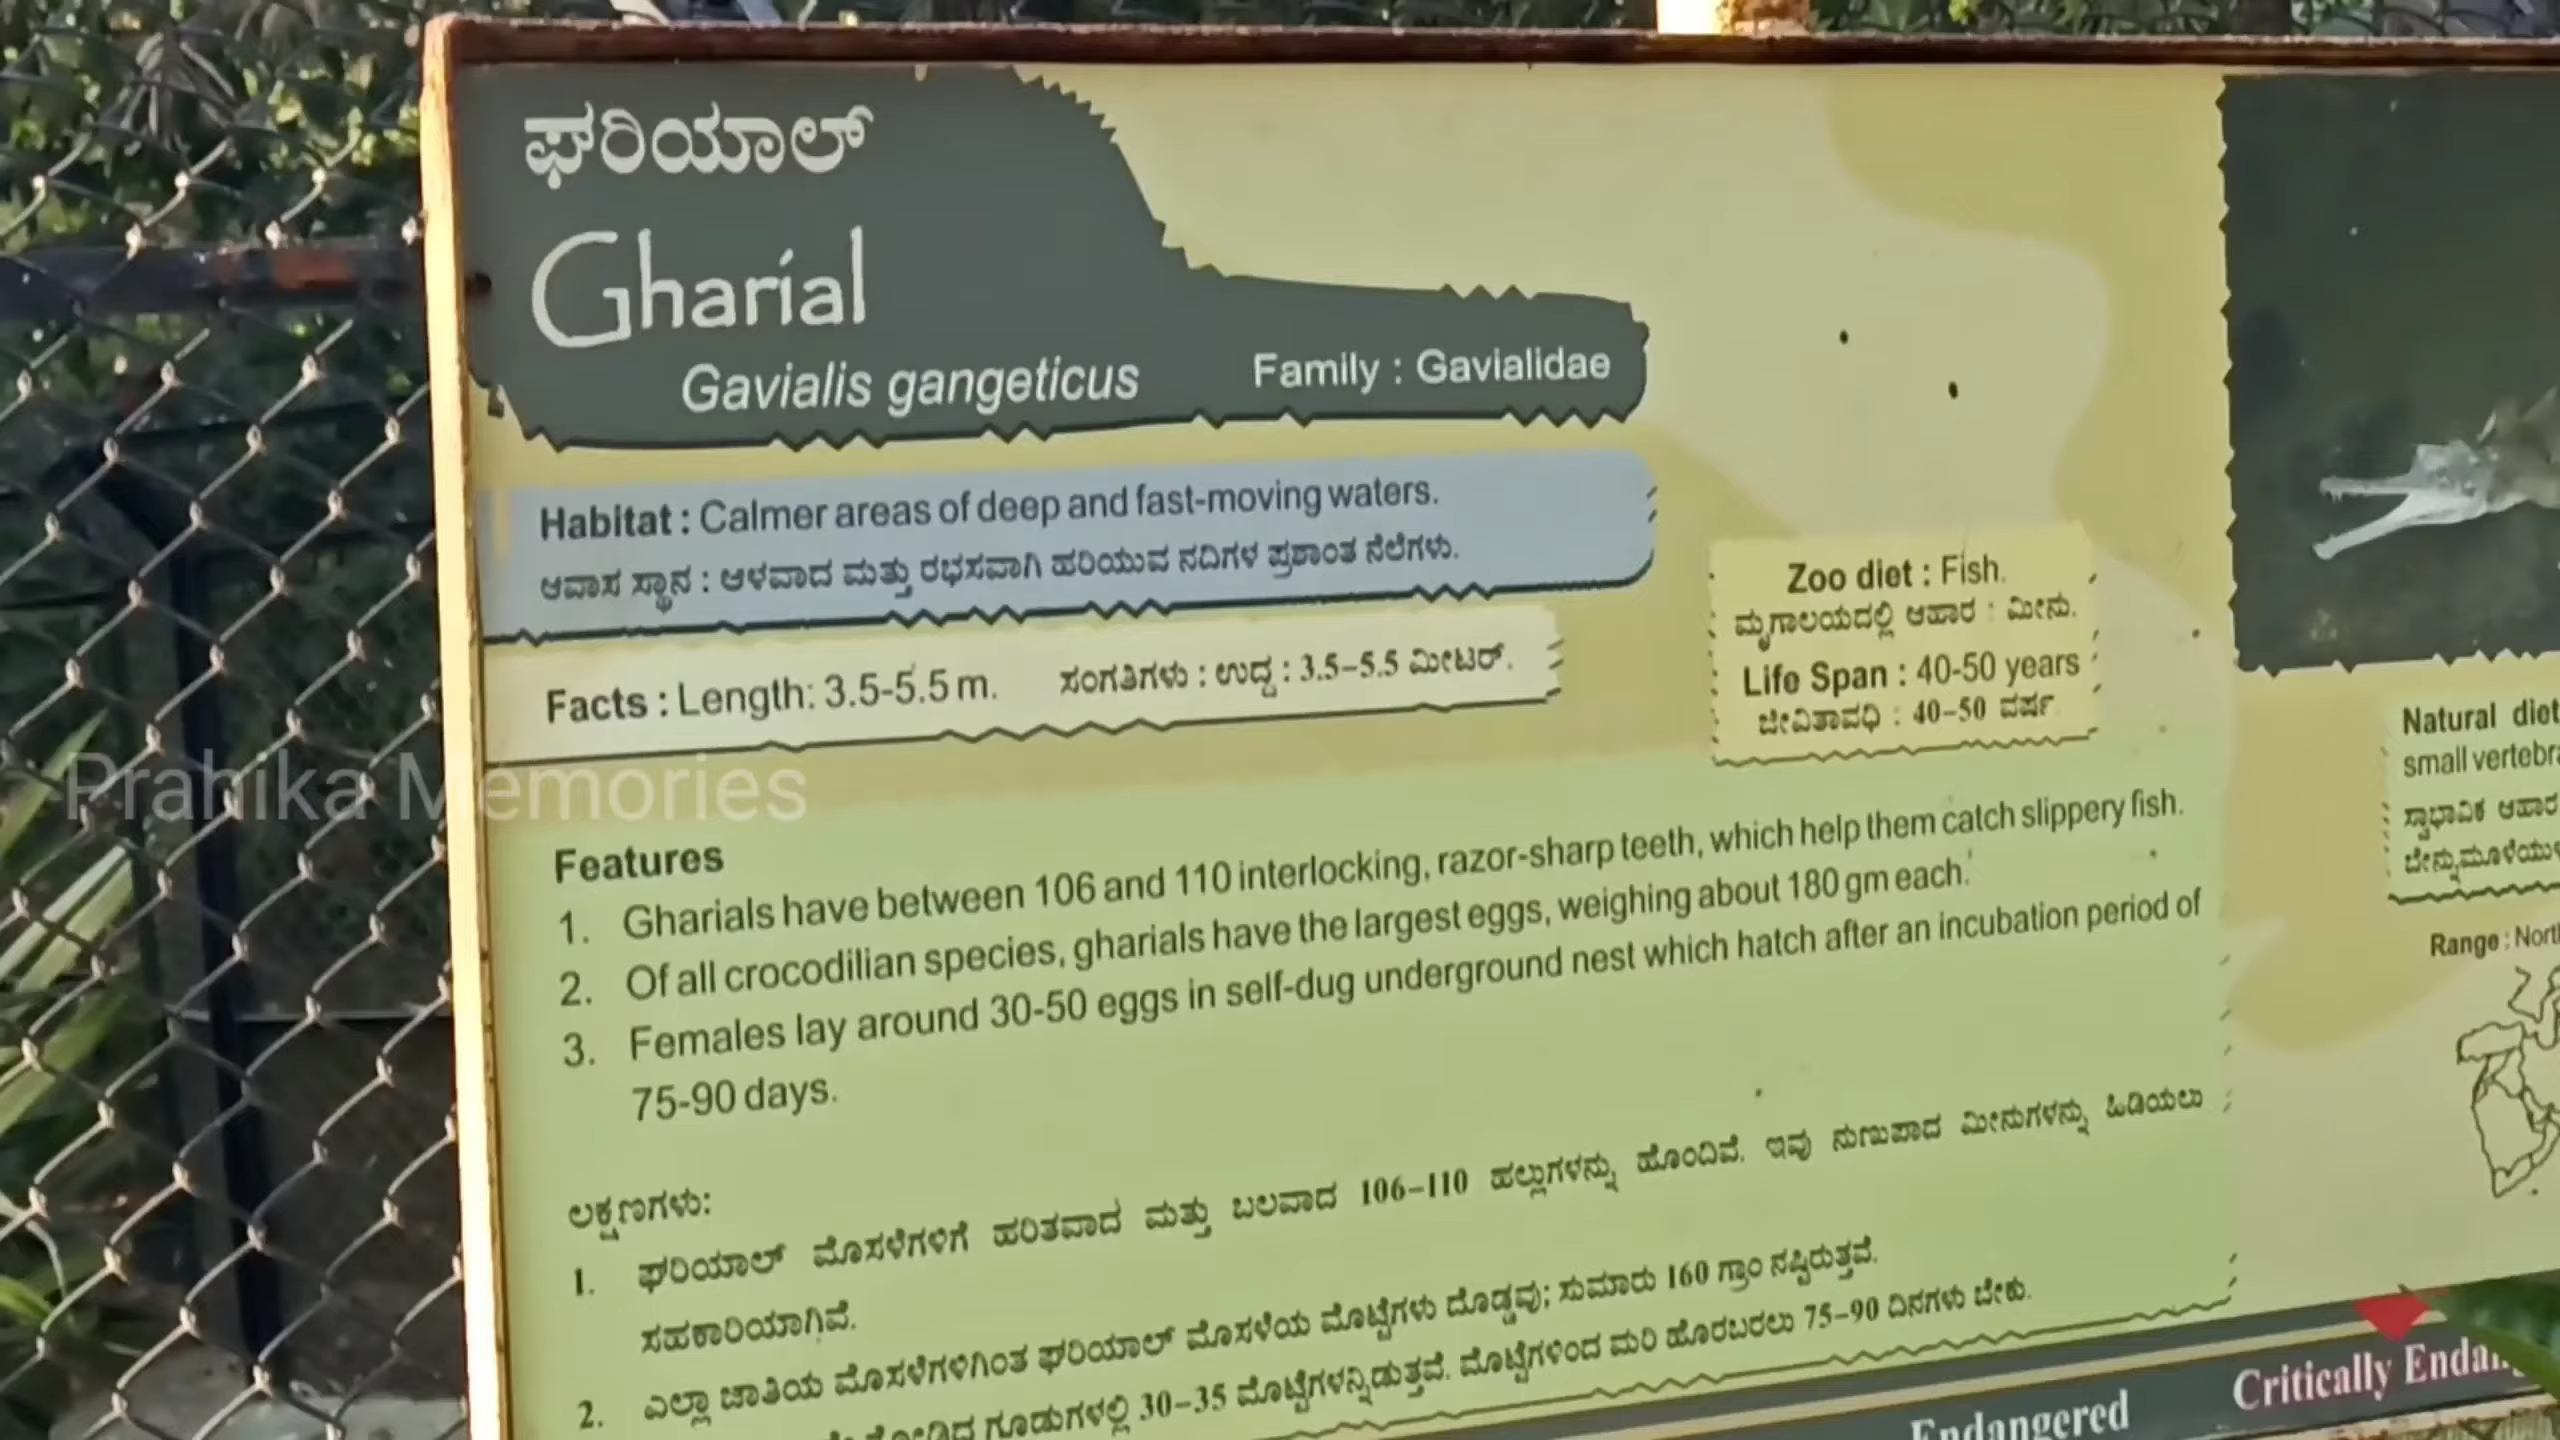 ಘರಿಯಾಲ್
Gharial
Gavialis gangeticus Family : Gavialidae
Habitat : Calmer areas of deep and fast-moving waters.
ಆವಾಸ ಸ್ಥಾನ : ಆಳವಾದ ಮತ್ತು ರಭಸವಾಗಿ ಹರಿಯುವ ನದಿಗಳ ಪ್ರಶಾಂತ ನೆಲೆಗಳು.
Facts : Length: 3.5-5.5 m. ಸಂಗತಿಗಳು : ಉದ್ದ : 3.5–5.5 ಮೀಟರ್.
Zoo diet : Fish.
ಮೃಗಾಲಯದಲ್ಲಿ ಆಹಾರ : ಮೀನು.
Life Span : 40-50 years
ಜೀವಿತಾವಧಿ : 40–50 ವರ್ಷ
Prahika Memories
Features
1. Gharials have between 106 and 110 interlocking, razor-sharp teeth, which help them catch slippery fish.
2. Of all crocodilian species, gharials have the largest eggs, weighing about 180 gm each.
3. Females lay around 30-50 eggs in self-dug underground nest which hatch after an incubation period of
75-90 days.
ಲಕ್ಷಣಗಳು:
1. ಘರಿಯಾಲ್ ಮೊಸಳೆಗಳಿಗೆ ಹರಿತವಾದ ಮತ್ತು ಬಲವಾದ 106–110 ಹಲ್ಲುಗಳನ್ನು ಹೊಂದಿವೆ. ಇವು ನುಣುಪಾದ ಮೀನುಗಳನ್ನು ಹಿಡಿಯಲು
ಸಹಕಾರಿಯಾಗಿವೆ.
2. ಎಲ್ಲಾ ಜಾತಿಯ ಮೊಸಳೆಗಳಿಗಿಂತ ಘರಿಯಾಲ್ ಮೊಸಳೆಯ ಮೊಟ್ಟೆಗಳು ದೊಡ್ಡವು; ಸುಮಾರು 160 ಗ್ರಾಂ ನಷ್ಟಿರುತ್ತವೆ.
ಗೂಡುಗಳಲ್ಲಿ 30–35 ಮೊಟ್ಟೆಗಳನ್ನಿಡುತ್ತವೆ. ಮೊಟ್ಟೆಗಳಿಂದ ಮರಿ ಹೊರಬರಲು 75–90 ದಿನಗಳು ಬೇಕು.
Natural diet
small
ಸ್ವಾಭಾವಿಕ ಆಹಾರ
Range :
Endangered
Critically